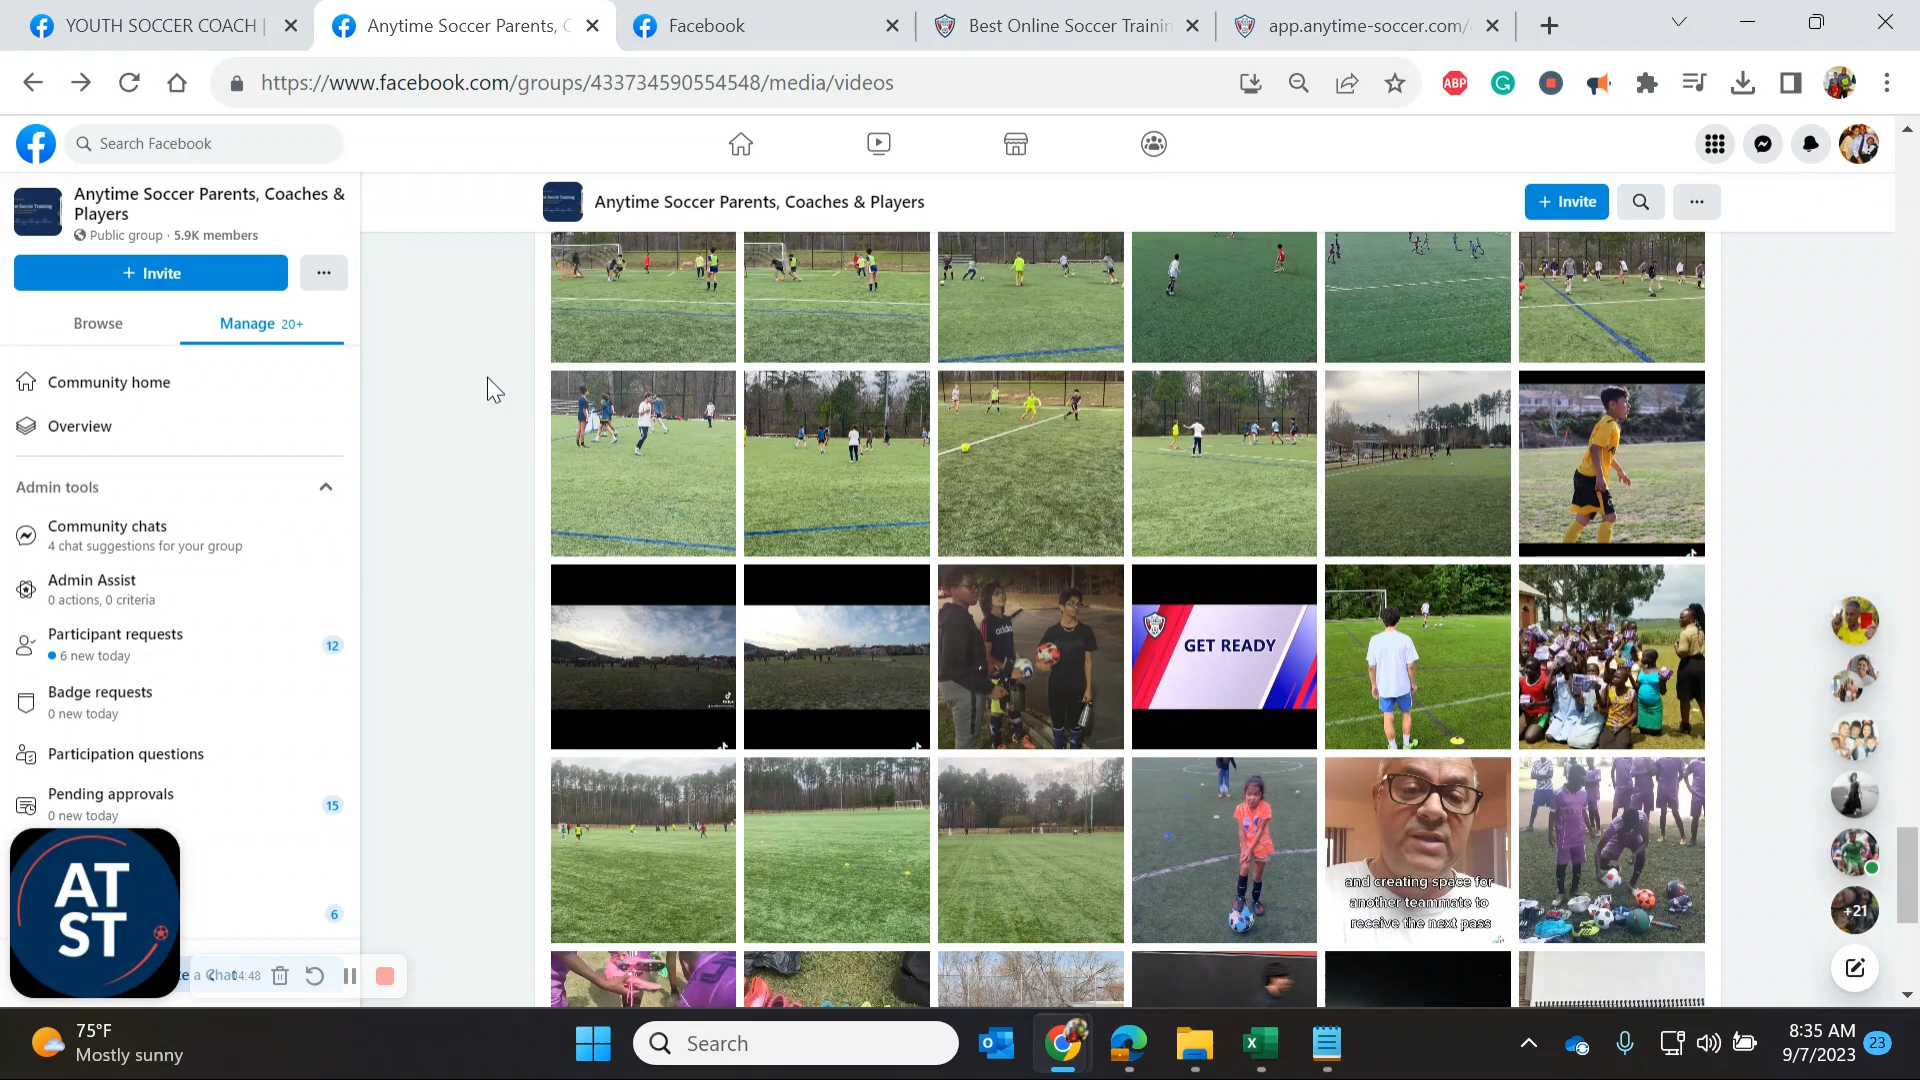 YOUTH SOCCER COACH |
Anytime Soccer Parents, C
Facebook
Best Online Soccer Trainin
app.anytime-soccer.com/
https://www.facebook.com/groups/433734590554548/media/videos
ABP
Search Facebook
Anytime Soccer Parents, Coaches &
Players
Public group · 5.9K members
+ Invite
...
Browse
Manage 20+
Community home
Overview
Admin tools
Community chats
4 chat suggestions for your group
Admin Assist
0 actions, 0 criteria
Participant requests
6 new today
12
Badge requests
0 new today
Participation questions
Pending approvals
0 new today
15
6
AT
ST
e a Chat
04:48
Anytime Soccer Parents, Coaches & Players
+ Invite
...
adidas
GET READY
and creating space for
another teammate to
receive the next pass
+21
75°F
Mostly sunny
Search
8:35 AM
9/7/2023
23